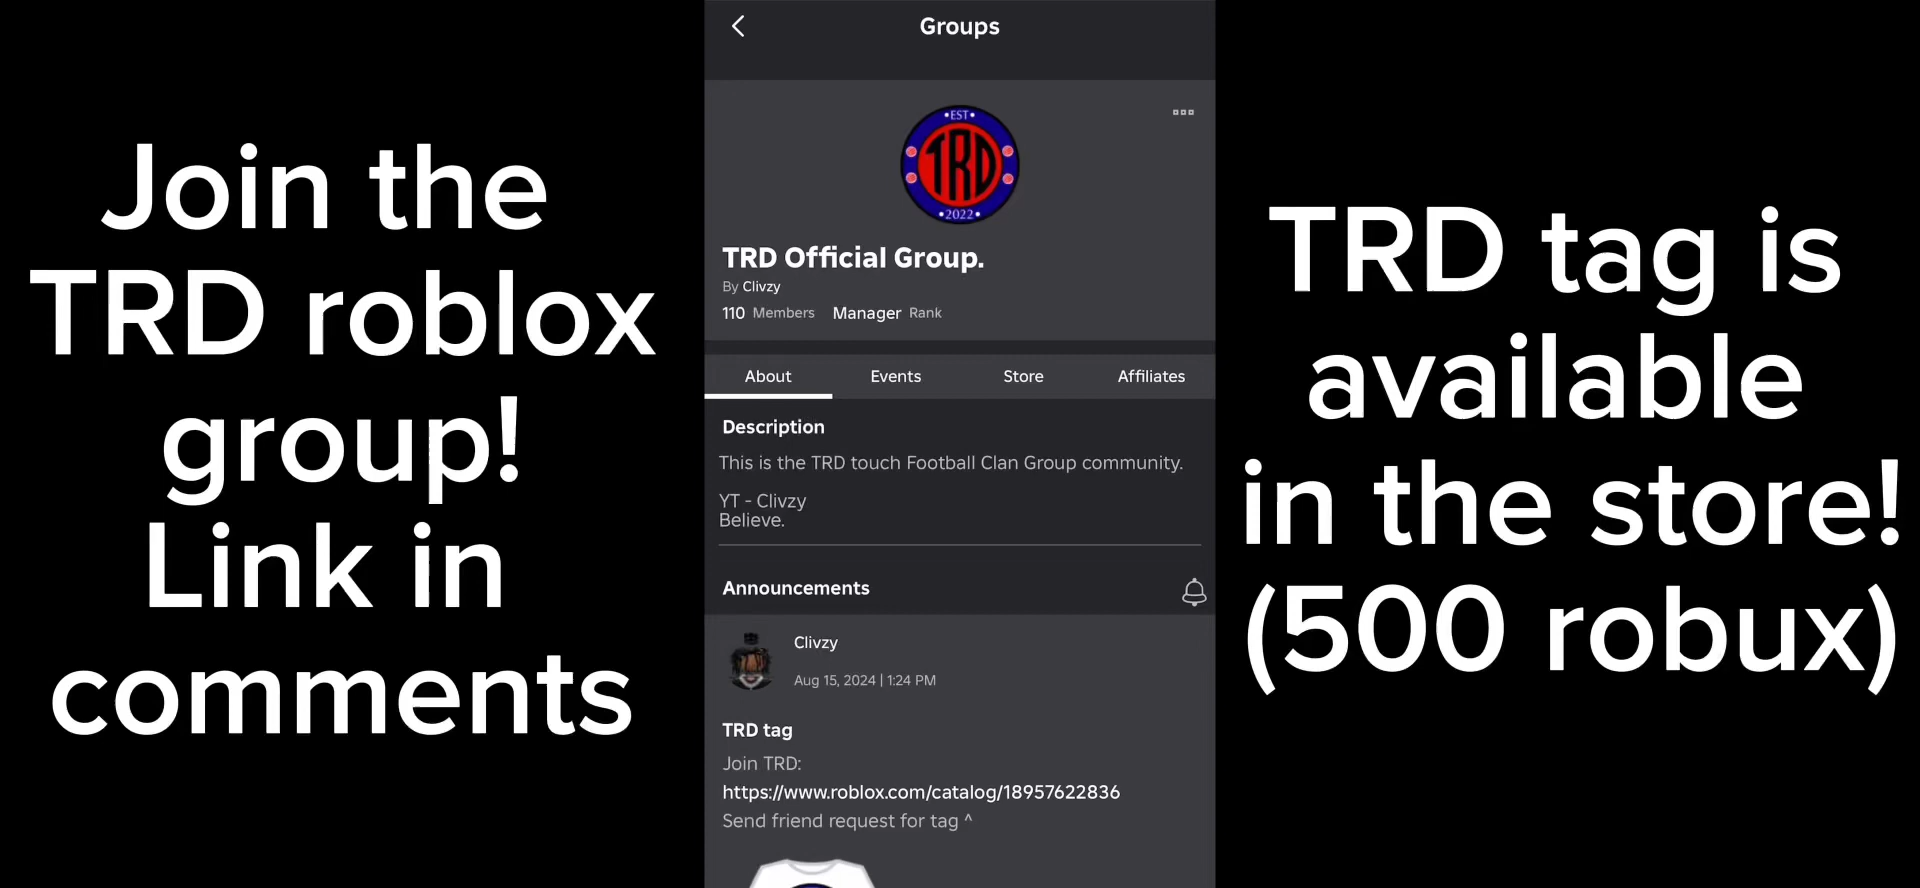 Join the
TRD roblox
group!
Link in
comments
Groups
•EST•
TRD
•2022•
TRD Official Group.
By Clivzy
110 Members Manager Rank
About Events Store Affiliates
Description
This is the TRD touch Football Clan Group community.
YT - Clivzy
Believe.
Announcements
Clivzy
Aug 15, 2024 | 1:24 PM
TRD tag
Join TRD:
https://www.roblox.com/catalog/18957622836
Send friend request for tag ^
TRD tag is
available
in the store!
(500 robux)